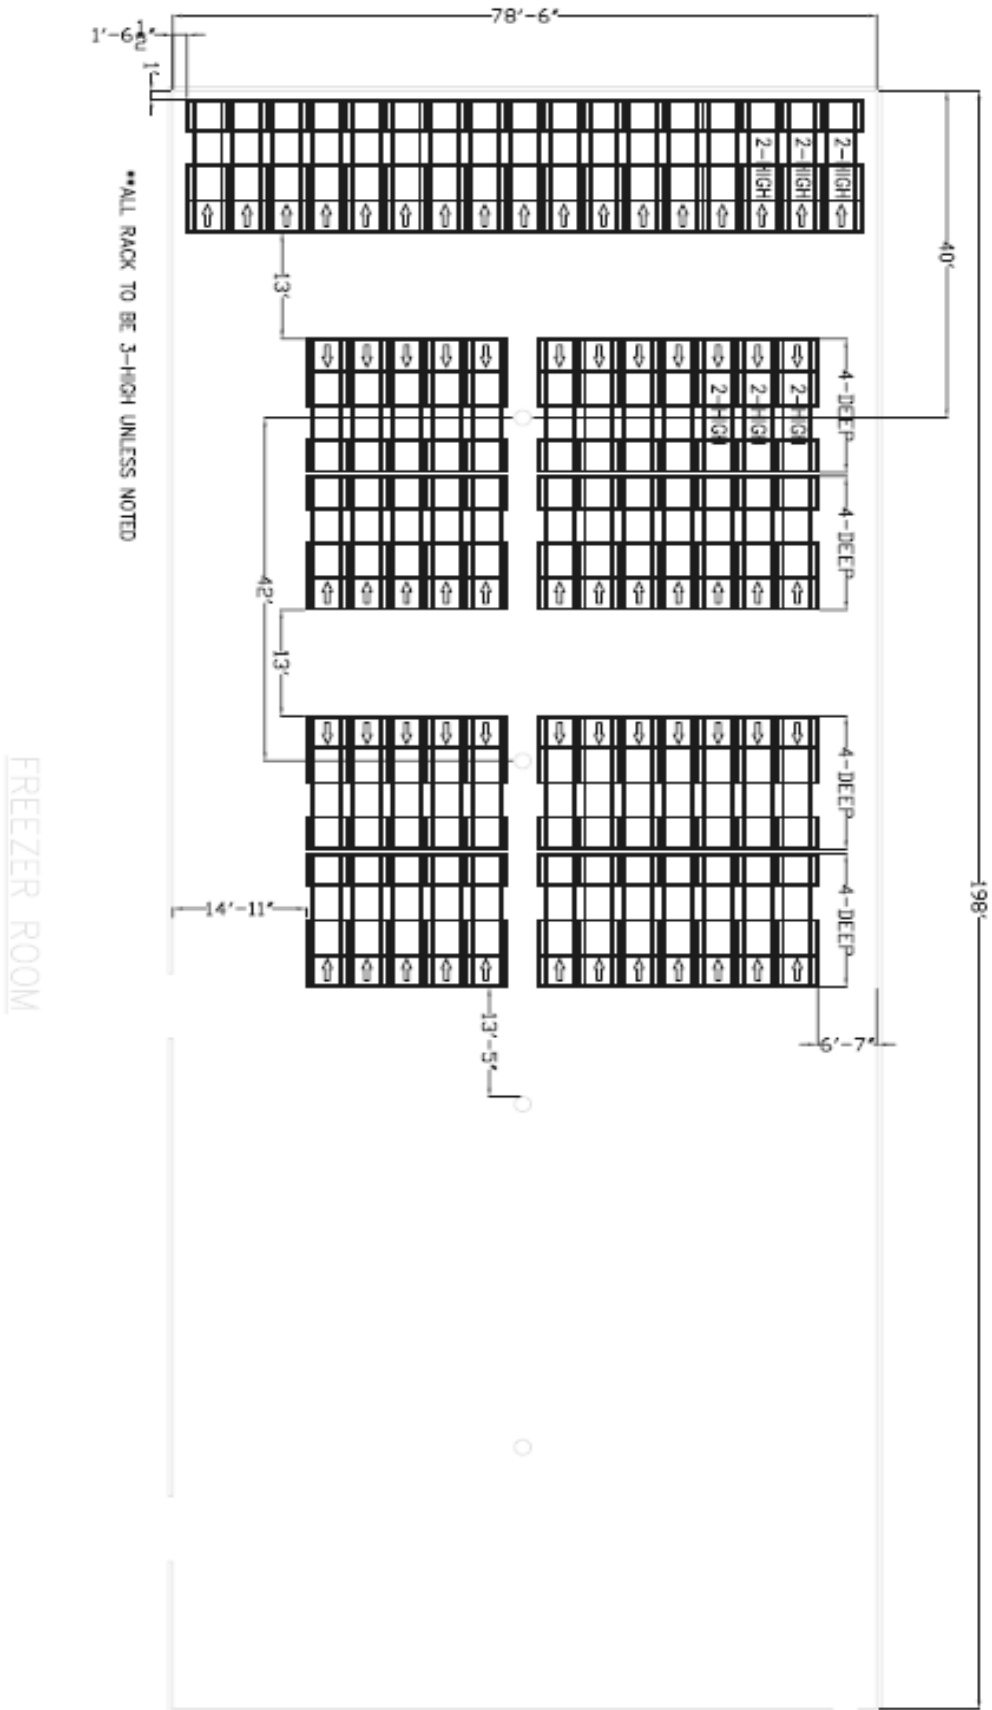 78'-6"
1'-6½"
1'
2-HIGH
2-HIGH
2-HIGH
40'
**ALL RACK TO BE 3-HIGH UNLESS NOTED
13'
4-DEEP
2-HIGH
2-HIGH
2-HIGH
4-DEEP
42'
13'
4-DEEP
198'
14'-11"
4-DEEP
FREEZER ROOM
13'-5"
6'-7"